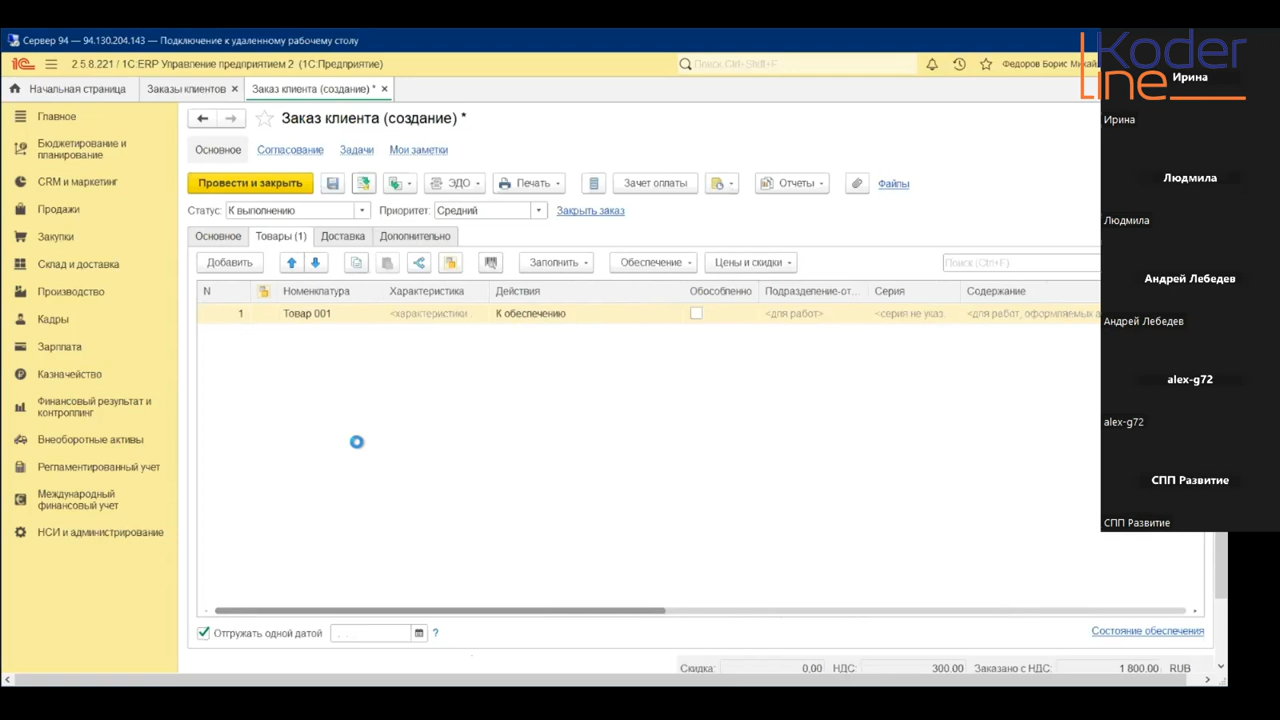 Сервер 94 — 94.130.204.143 — Подключение к удаленному рабочему столу
2 5.8.221 / 1С:ERP Управление предприятием 2 (1С:Предприятие)
Поиск Ctrl+Shift+F
Федоров Борис Михай
Koder
line
Начальная страница
Заказы клиентов ×
Заказ клиента (создание) * ×
Главное
Бюджетирование и
планирование
CRM и маркетинг
Продажи
Закупки
Склад и доставка
Производство
Кадры
Зарплата
Казначейство
Финансовый результат и
контроллинг
Внеоборотные активы
Регламентированный учет
Международный
финансовый учет
НСИ и администрирование
Заказ клиента (создание) *
Основное Согласование Задачи Мои заметки
Провести и закрыть ЭДО Печать Зачет оплаты Отчеты Файлы
Статус: К выполнению Приоритет: Средний Закрыть заказ
Основное Товары (1) Доставка Дополнительно
Добавить Заполнить Обеспечение Цены и скидки Поиск (Ctrl+F)
N Номенклатура Характеристика Действия Обособленно Подразделение-от... Серия Содержание
1 Товар 001 <характеристики... К обеспечению <для работ> <серия не указ... <для работ, оформляемых а
Отгружать одной датой . . ?
Состояние обеспечения
Скидка: 0,00 НДС: 300.00 Заказано с НДС: 1 800.00 RUB
Ирина
Ирина
Людмила
Людмила
Андрей Лебедев
Андрей Лебедев
alex-g72
alex-g72
СПП Развитие
СПП Развитие